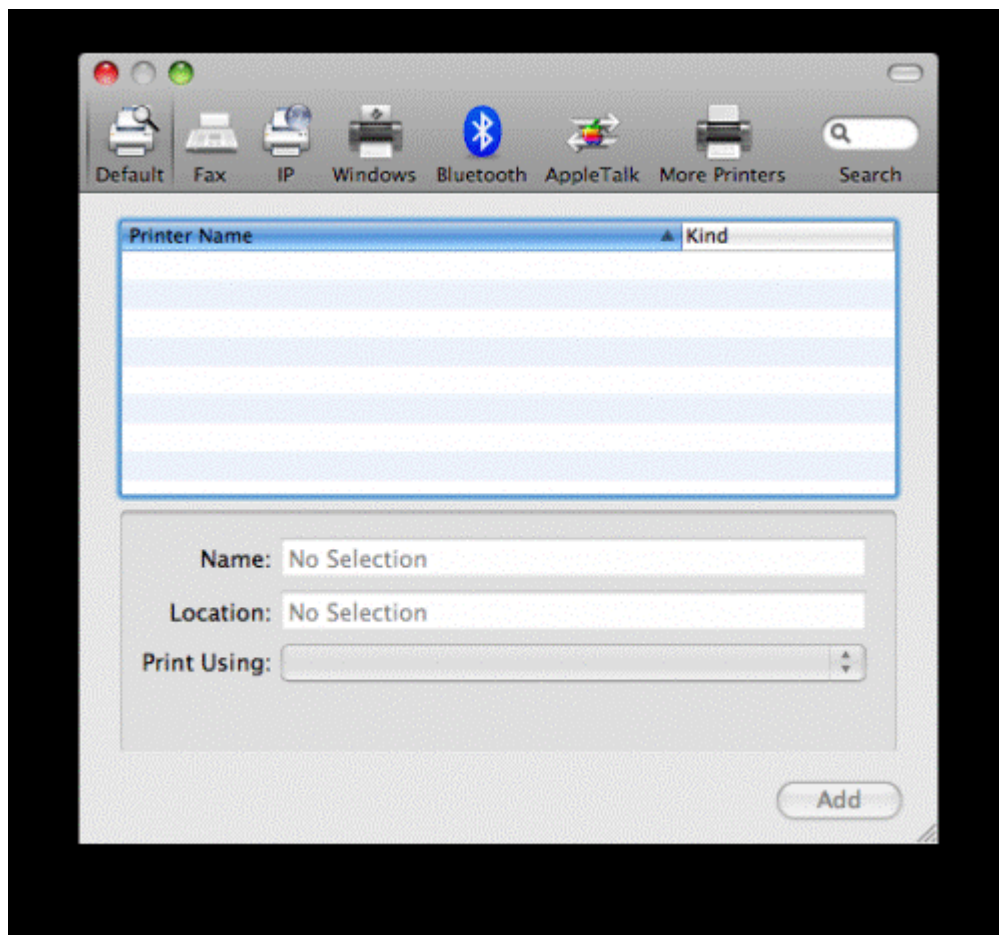 Default Fax IP Windows Bluetooth AppleTalk More Printers Search
Printer Name Kind
Name: No Selection
Location: No Selection
Print Using:
Add